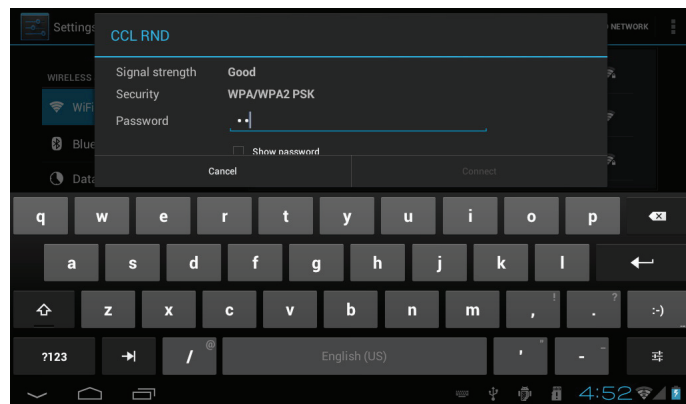 Settings
NETWORK
CCL RND
WIRELESS
Signal strength Good
Security WPA/WPA2 PSK
Password ••
WiFi
Show password
Blue
Data
Cancel Connect
q w e r t y u i o p
a s d f g h j k l
z x c v b n m , ! . ? :-)
?123 / @ English (US) ' " - _
4:52